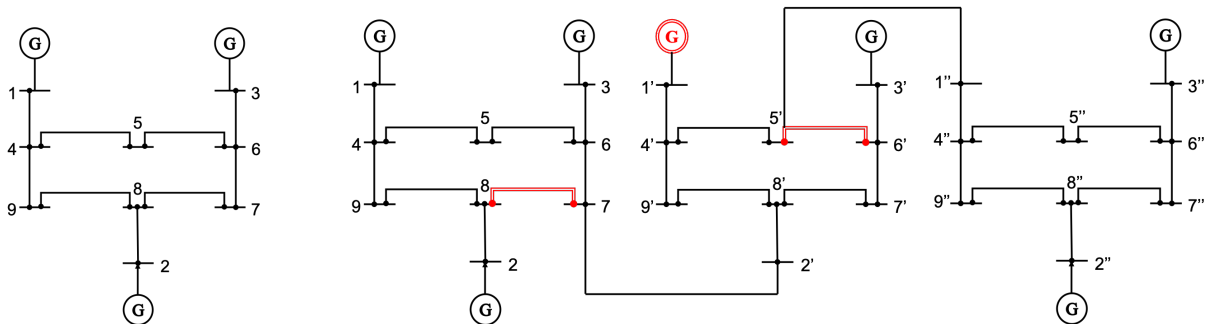 G G G G G G G
1 3 1 3 1' 3' 1" 3"
5 5 5' 5"
4 6 4 6 4' 6' 4" 6"
8 8 8' 8"
9 7 9 7 9' 7' 9" 7"
2 2 2' 2"
G G G